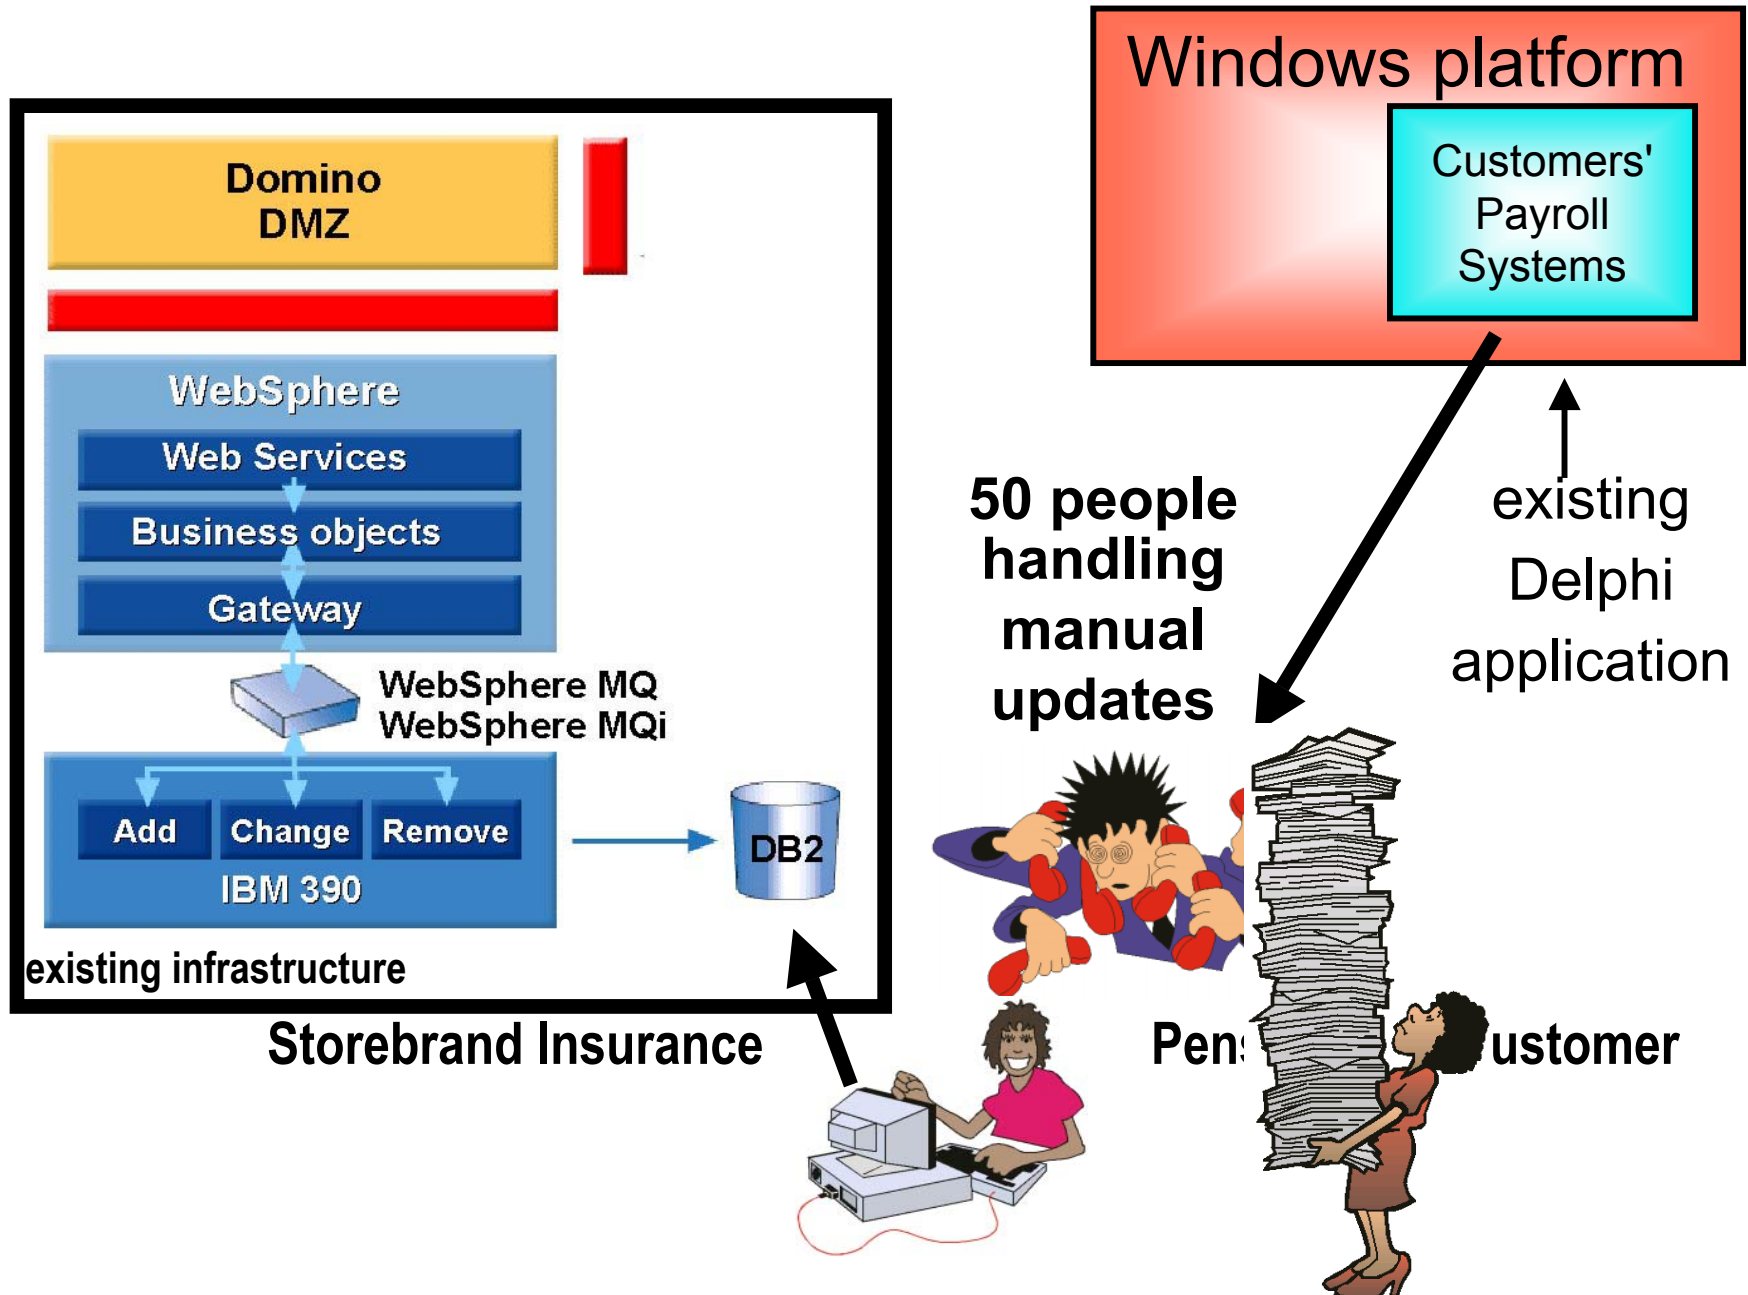 Windows platform
Customers'
Payroll
Systems
Domino
DMZ
WebSphere
Web Services
Business objects
Gateway
WebSphere MQ
WebSphere MQi
Add
Change
Remove
IBM 390
DB2
existing infrastructure
Storebrand Insurance
50 people
handling
manual
updates
existing
Delphi
application